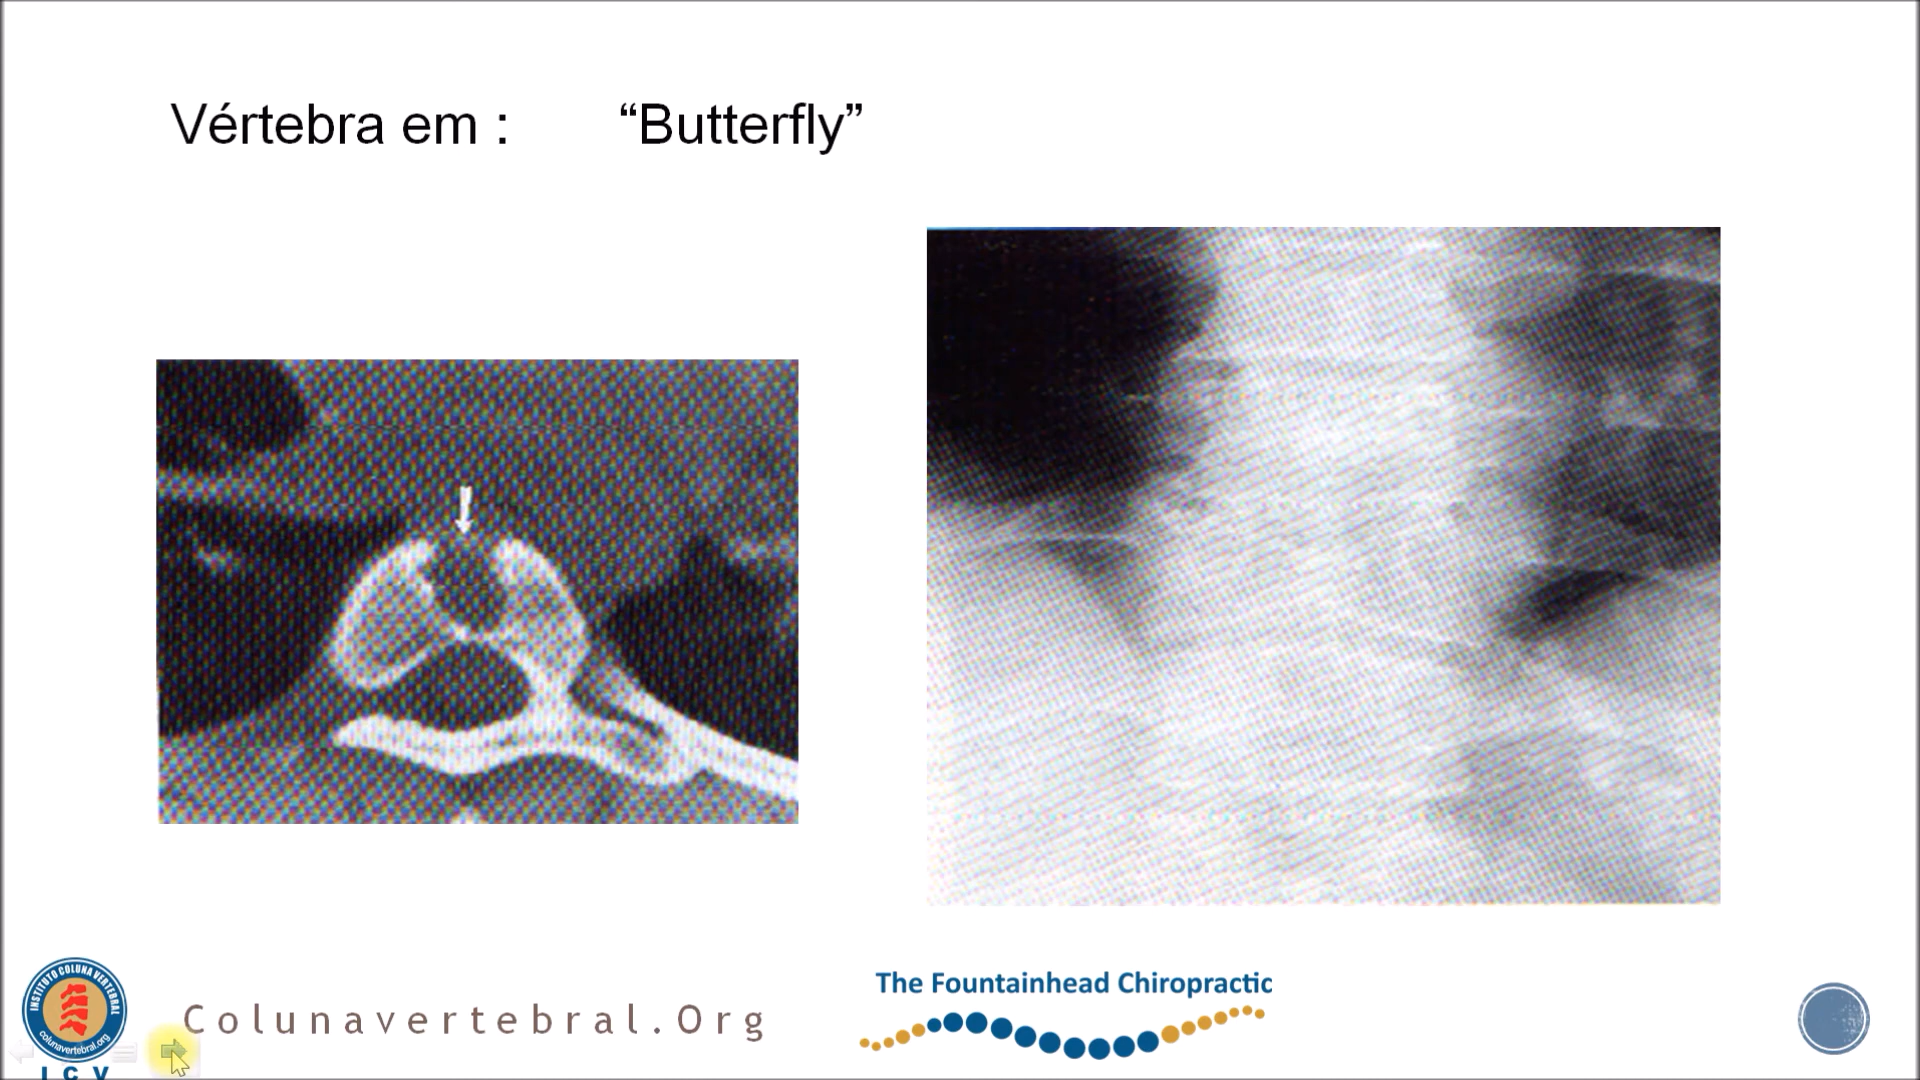 Vértebra em : “Butterfly”
INSTITUTO COLUNA VERTEBRAL
colunavertebral.org
I C V
Colunavertebral.Org
The Fountainhead Chiropractic